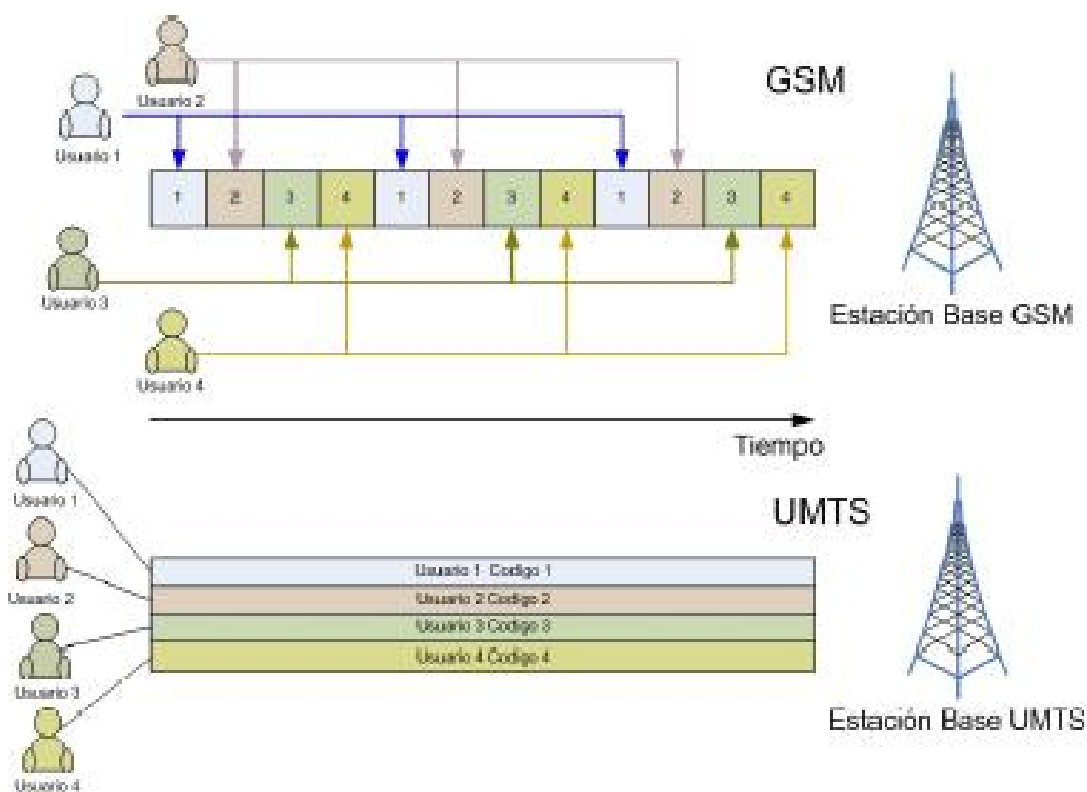 Usuario 2
GSM
Usuario 1
1 2 3 4 1 2 3 4 1 2 3 4
Usuario 3
Estación Base GSM
Usuario 4
Tiempo
Usuario 1
UMTS
Usuario 1 Codigo 1
Usuario 2
Usuario 2 Codigo 2
Usuario 3 Codigo 3
Usuario 4 Codigo 4
Usuario 3
Estación Base UMTS
Usuario 4